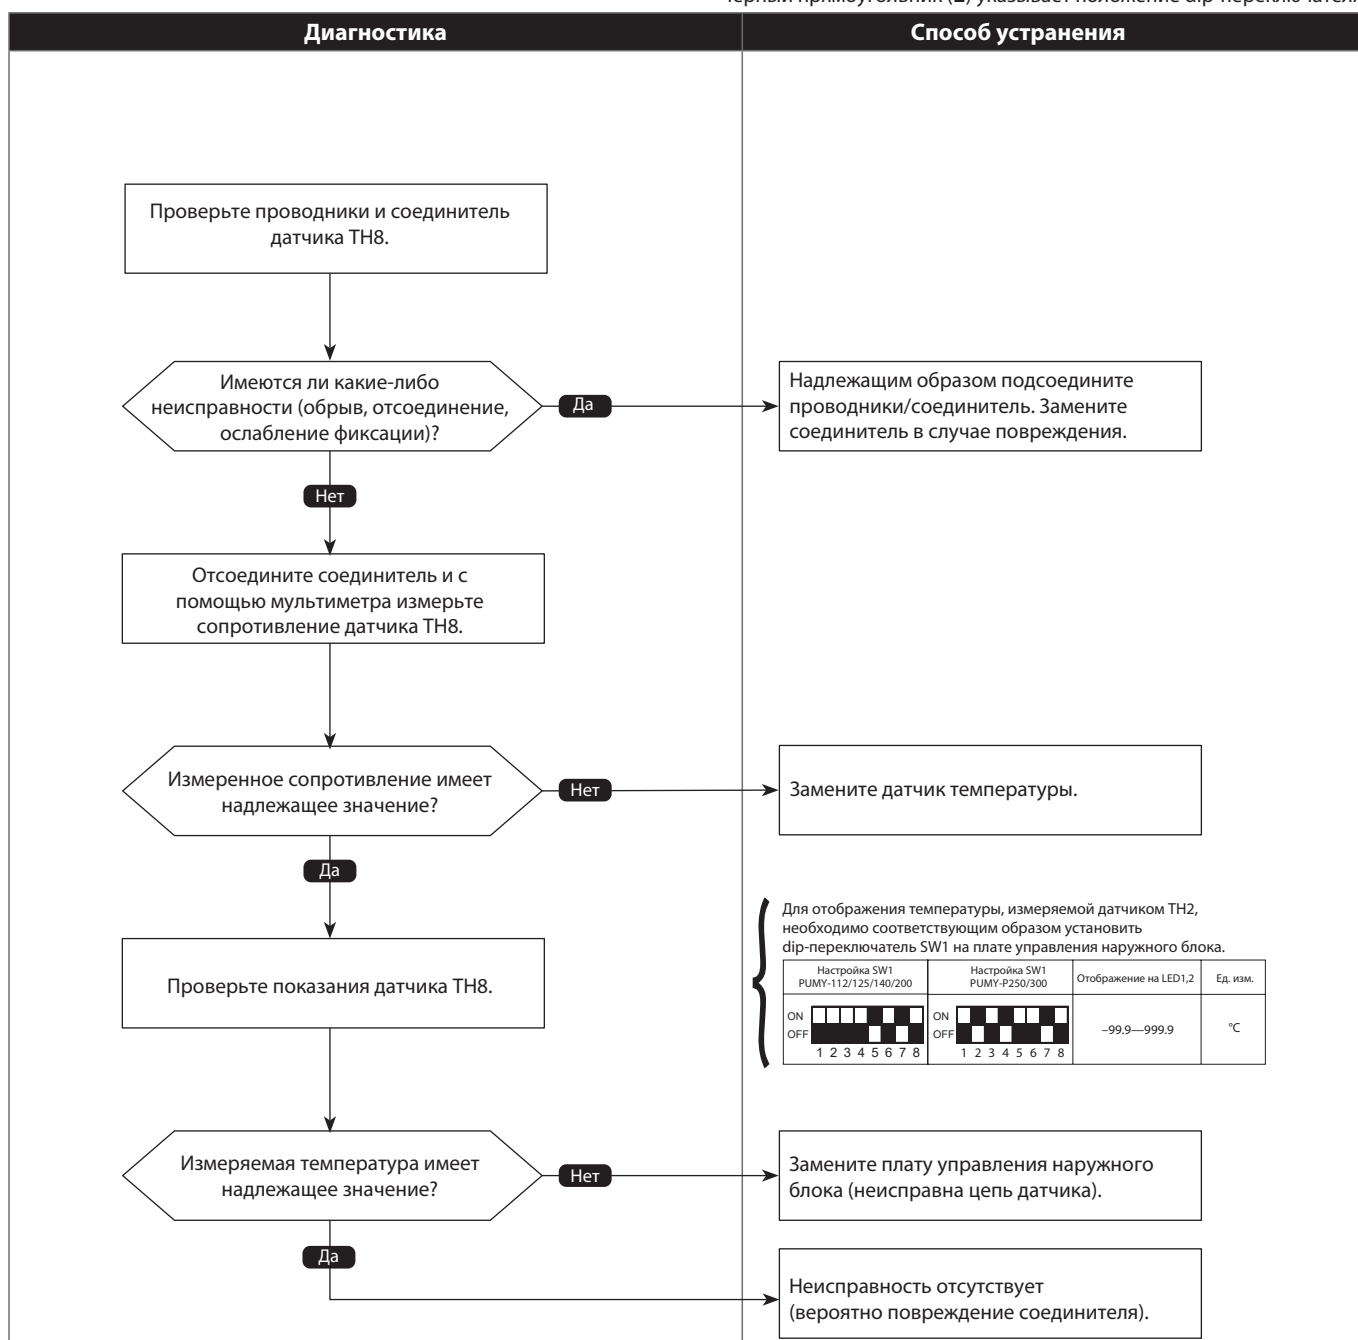 Черный прямоугольник (■) указывает положение dip-переключателя
Диагностика
Способ устранения
Проверьте проводники и соединитель
датчика TH8.
Имеются ли какие-либо
неисправности (обрыв, отсоединение,
ослабление фиксации)?
Да
Надлежащим образом подсоедините
проводники/соединитель. Замените
соединитель в случае повреждения.
Нет
Отсоедините соединитель и с
помощью мультиметра измерьте
сопротивление датчика TH8.
Измеренное сопротивление имеет
надлежащее значение?
Нет
Замените датчик температуры.
Да
Проверьте показания датчика TH8.
Для отображения температуры, измеряемой датчиком TH2,
необходимо соответствующим образом установить
dip-переключатель SW1 на плате управления наружного блока.
Настройка SW1
PUMY-112/125/140/200
Настройка SW1
PUMY-P250/300
Отображение на LED1,2
Ед. изм.
ON
OFF
1 2 3 4 5 6 7 8
ON
OFF
1 2 3 4 5 6 7 8
–99.9—999.9
°C
Измеряемая температура имеет
надлежащее значение?
Нет
Замените плату управления наружного
блока (неисправна цепь датчика).
Да
Неисправность отсутствует
(вероятно повреждение соединителя).